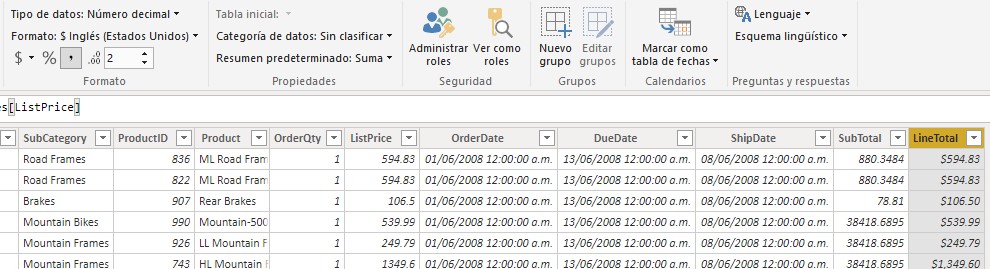 Tipo de datos: Número decimal
Formato: $ Inglés (Estados Unidos)
$ % , .00 2
Formato
Tabla inicial:
Categoría de datos: Sin clasificar
Resumen predeterminado: Suma
Propiedades
Administrar roles
Ver como roles
Seguridad
Nuevo grupo
Editar grupos
Grupos
Marcar como tabla de fechas
Calendarios
Lenguaje
Esquema lingüístico
Preguntas y respuestas
es[ListPrice]
SubCategory ProductID Product OrderQty ListPrice OrderDate DueDate ShipDate SubTotal LineTotal
Road Frames 836 ML Road Fram 1 594.83 01/06/2008 12:00:00 a.m. 13/06/2008 12:00:00 a.m. 08/06/2008 12:00:00 a.m. 880.3484 $594.83
Road Frames 822 ML Road Fram 1 594.83 01/06/2008 12:00:00 a.m. 13/06/2008 12:00:00 a.m. 08/06/2008 12:00:00 a.m. 880.3484 $594.83
Brakes 907 Rear Brakes 1 106.5 01/06/2008 12:00:00 a.m. 13/06/2008 12:00:00 a.m. 08/06/2008 12:00:00 a.m. 78.81 $106.50
Mountain Bikes 990 Mountain-500 1 539.99 01/06/2008 12:00:00 a.m. 13/06/2008 12:00:00 a.m. 08/06/2008 12:00:00 a.m. 38418.6895 $539.99
Mountain Frames 926 LL Mountain F 1 249.79 01/06/2008 12:00:00 a.m. 13/06/2008 12:00:00 a.m. 08/06/2008 12:00:00 a.m. 38418.6895 $249.79
Mountain Frames 743 HL Mountain F 1 1349.6 01/06/2008 12:00:00 a.m. 13/06/2008 12:00:00 a.m. 08/06/2008 12:00:00 a.m. 38418.6895 $1,349.60